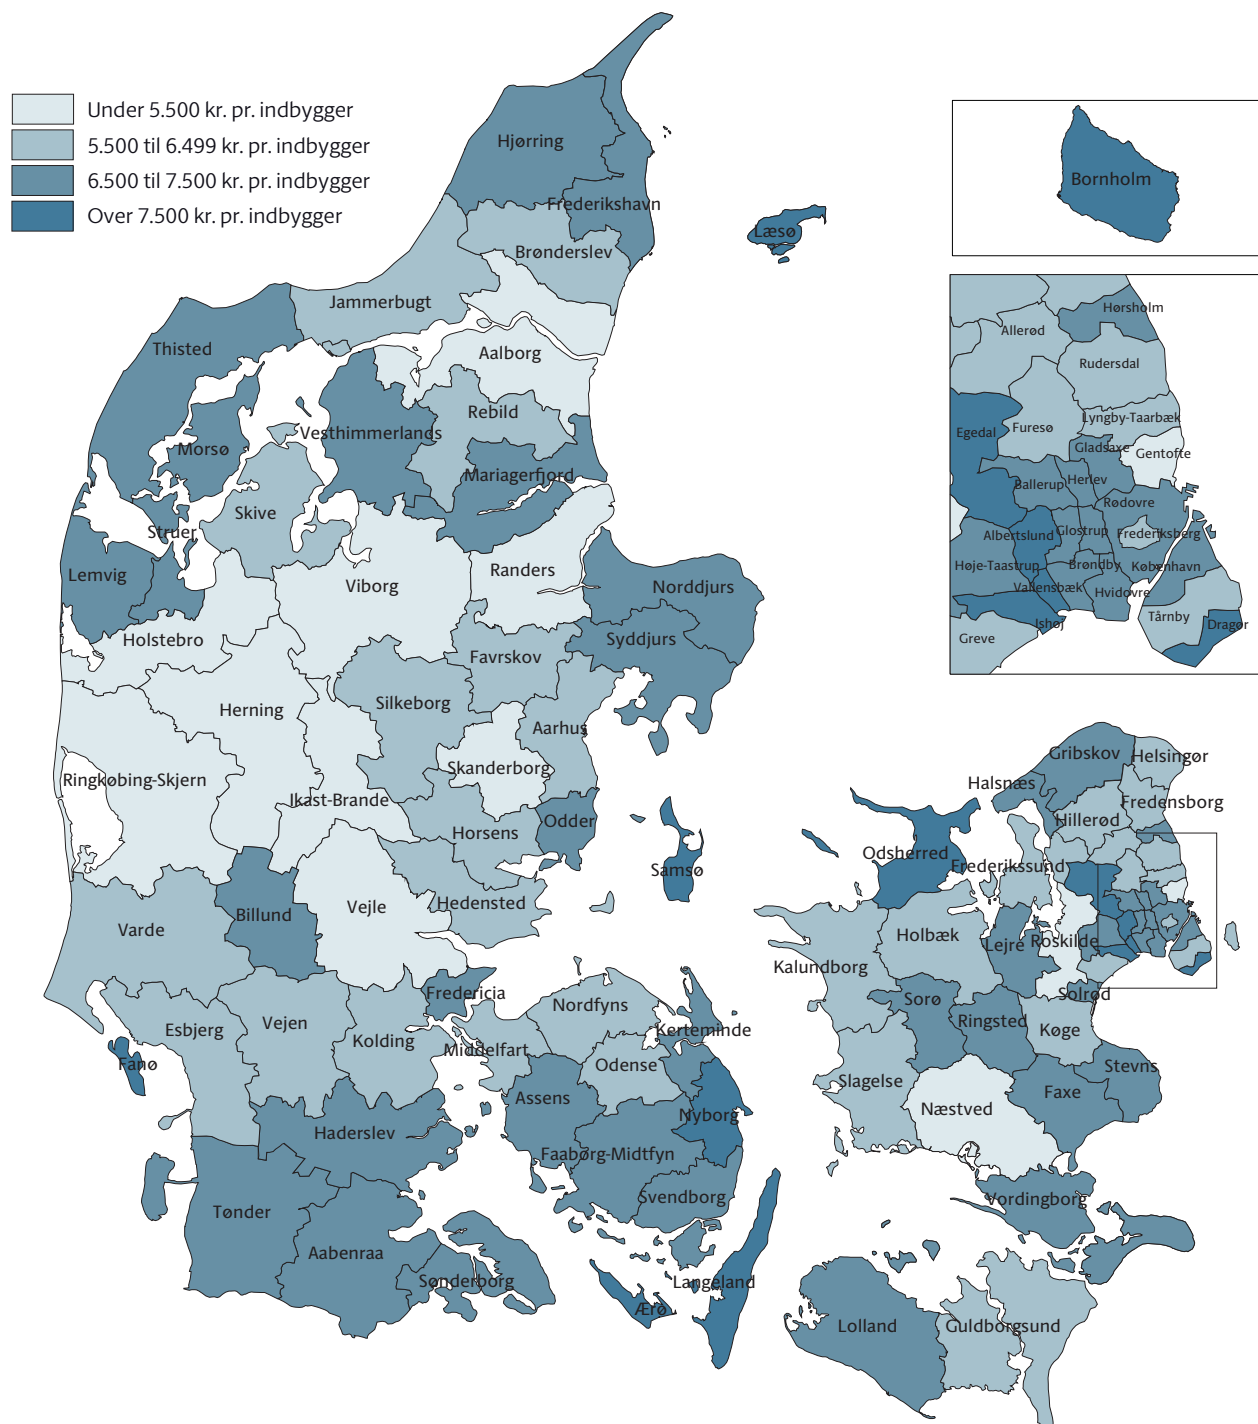 Under 5.500 kr. pr. indbygger
5.500 til 6.499 kr. pr. indbygger
6.500 til 7.500 kr. pr. indbygger
Over 7.500 kr. pr. indbygger
Hjørring
Frederikshavn
Læsø
Brønderslev
Jammerbugt
Thisted
Aalborg
Rebild
Vesthimmerlands
Morsø
Mariagerfjord
Skive
Struer
Lemvig
Viborg
Randers
Norddjurs
Holstebro
Syddjurs
Favrskov
Silkeborg
Herning
Aarhus
Skanderborg
Ringkøbing-Skjern
Ikast-Brande
Horsens
Odder
Samsø
Hedensted
Vejle
Billund
Varde
Fredericia
Nordfyns
Esbjerg
Vejen
Kolding
Middelfart
Kerteminde
Odense
Fanø
Assens
Nyborg
Haderslev
Faaborg-Midtfyn
Svendborg
Tønder
Aabenraa
Sønderborg
Langeland
Ærø
Bornholm
Hørsholm
Allerød
Rudersdal
Lyngby-Taarbæk
Egedal
Furesø
Gladsaxe
Gentofte
Ballerup
Herlev
Rødovre
Albertslund
Glostrup
Frederiksberg
Høje-Taastrup
Brøndby
København
Vallensbæk
Hvidovre
Ishøj
Tårnby
Dragør
Greve
Gribskov
Helsingør
Halsnæs
Fredensborg
Hillerød
Odsherred
Frederikssund
Holbæk
Lejre
Roskilde
Kalundborg
Solrød
Sorø
Ringsted
Køge
Stevns
Slagelse
Faxe
Næstved
Vordingborg
Lolland
Guldborgsund